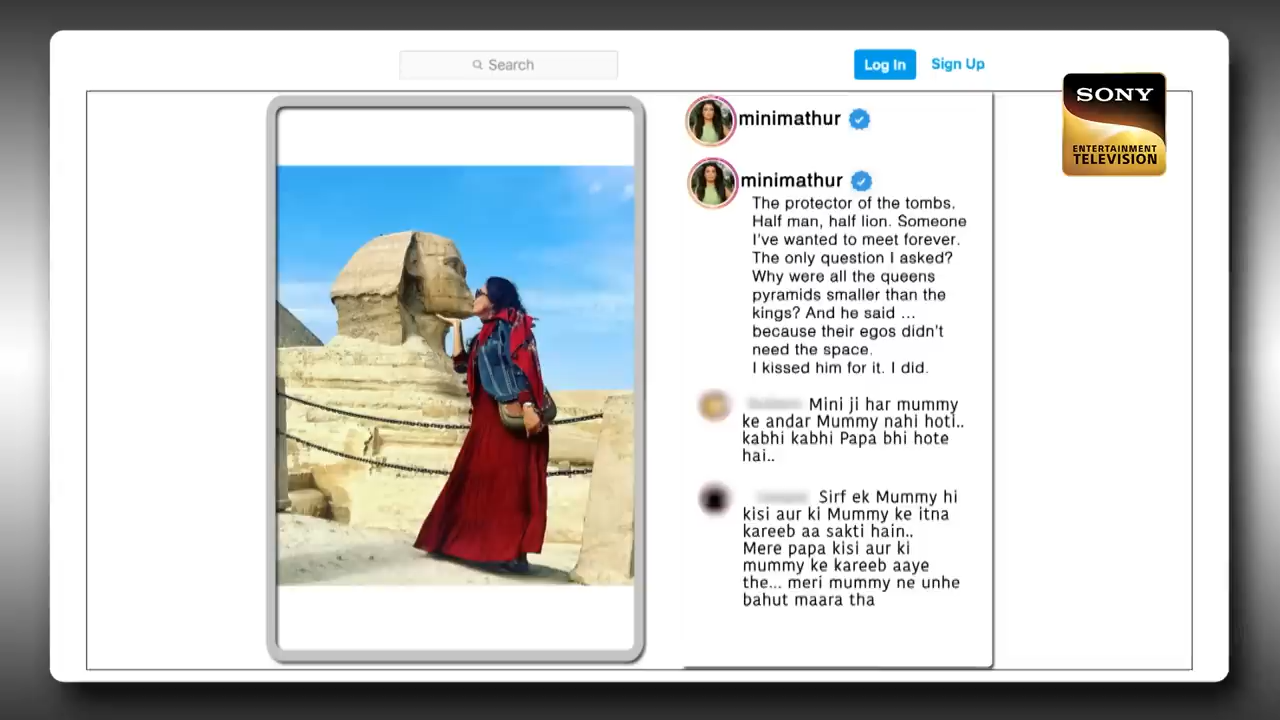 Search
Log In
Sign Up
SONY
ENTERTAINMENT
TELEVISION
minimathur
minimathur
The protector of the tombs.
Half man, half lion. Someone
I've wanted to meet forever.
The only question I asked?
Why were all the queens
pyramids smaller than the
kings? And he said ...
because their egos didn't
need the space.
I kissed him for it. I did.
Mini ji har mummy
ke andar Mummy nahi hoti..
kabhi kabhi Papa bhi hote
hai..
Sirf ek Mummy hi
kisi aur ki Mummy ke itna
kareeb aa sakti hain..
Mere papa kisi aur ki
mummy ke kareeb aaye
the... meri mummy ne unhe
bahut maara tha